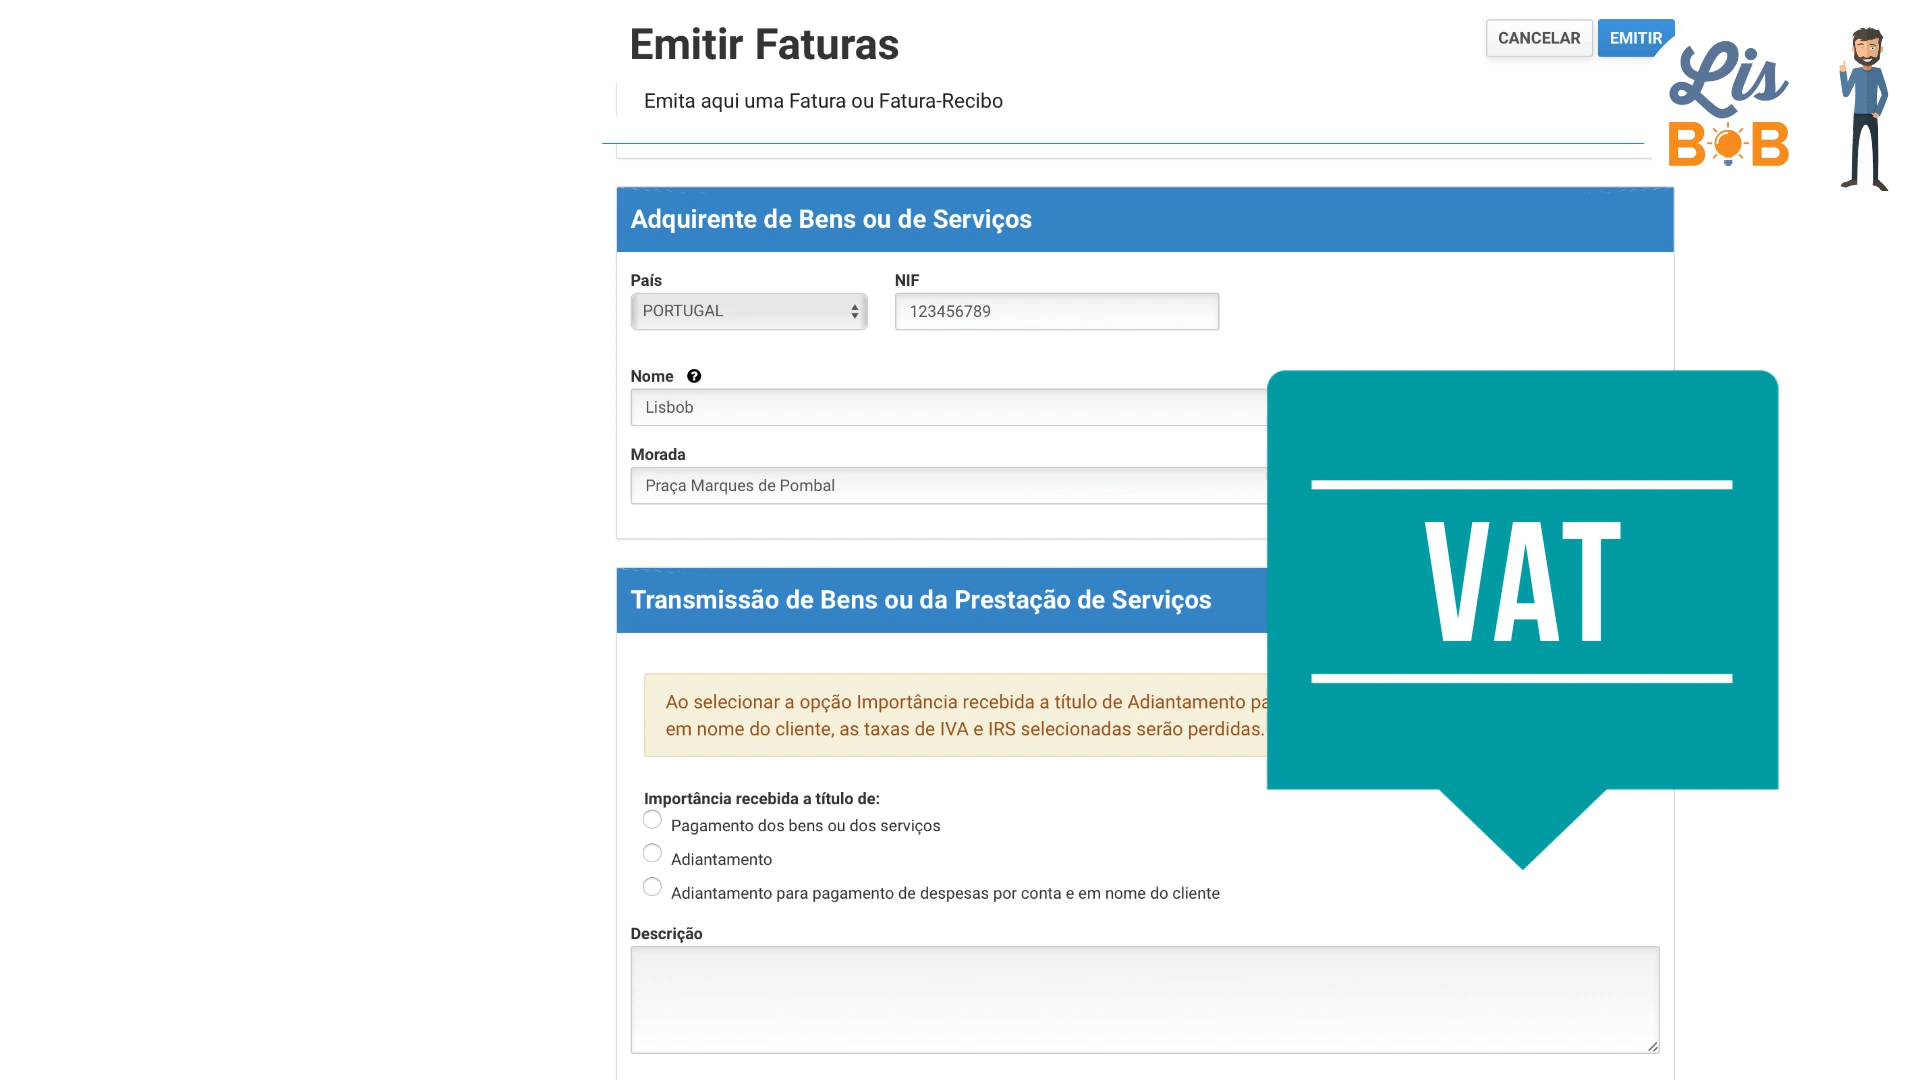 Emitir Faturas
CANCELAR
EMITIR
Lis
BOB
Emita aqui uma Fatura ou Fatura-Recibo
Adquirente de Bens ou de Serviços
País
NIF
PORTUGAL
123456789
Nome
Lisbob
Morada
Praça Marques de Pombal
VAT
Transmissão de Bens ou da Prestação de Serviços
Ao selecionar a opção Importância recebida a título de Adiantamento
em nome do cliente, as taxas de IVA e IRS selecionadas serão perdidas.
Importância recebida a título de:
Pagamento dos bens ou dos serviços
Adiantamento
Adiantamento para pagamento de despesas por conta e em nome do cliente
Descrição